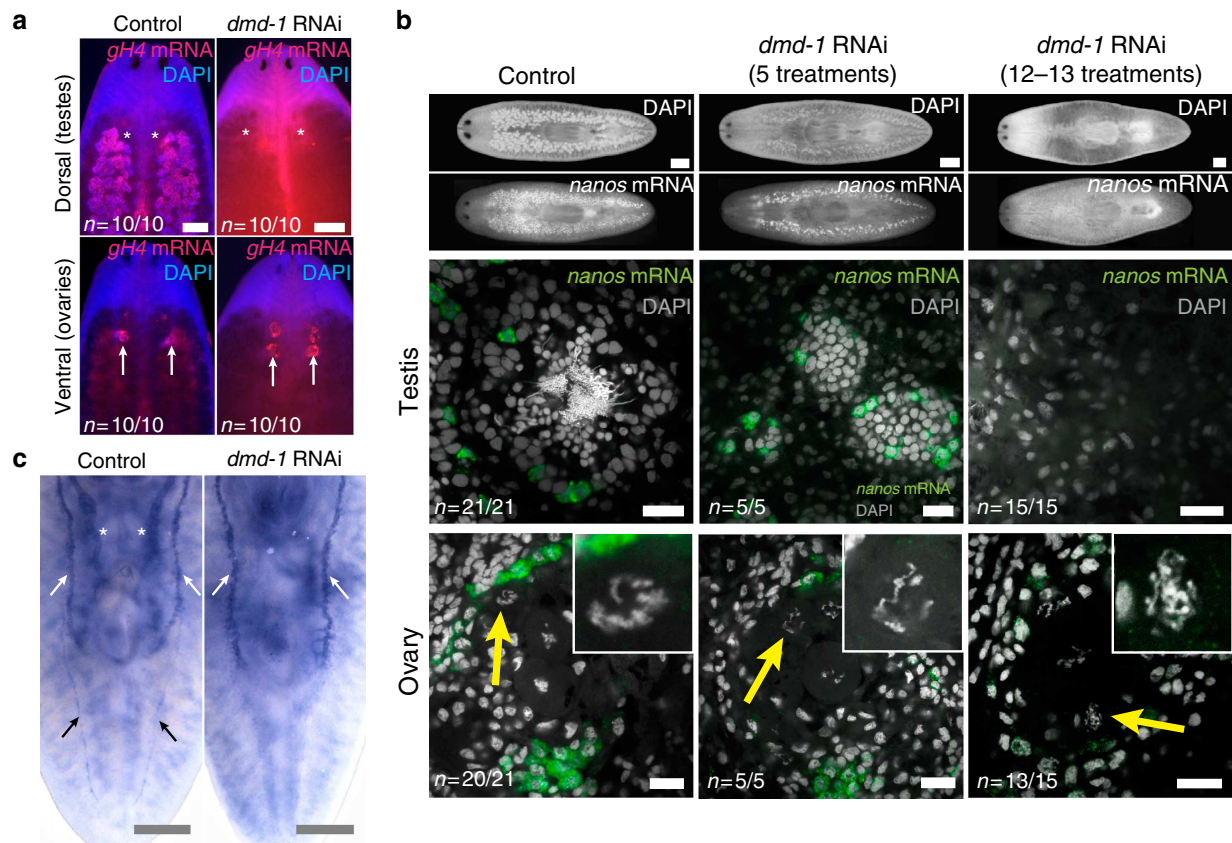 a
Control
dmd-1 RNAi
gH4 mRNA
DAPI
gH4 mRNA
DAPI
Dorsal (testes)
*
*
*
*
n=10/10
n=10/10
gH4 mRNA
DAPI
gH4 mRNA
DAPI
Ventral (ovaries)
n=10/10
n=10/10
b
Control
dmd-1 RNAi
(5 treatments)
dmd-1 RNAi
(12–13 treatments)
DAPI
DAPI
DAPI
nanos mRNA
nanos mRNA
nanos mRNA
Testis
nanos mRNA
DAPI
nanos mRNA
DAPI
nanos mRNA
DAPI
nanos mRNA
DAPI
n=21/21
n=5/5
n=15/15
Ovary
n=20/21
n=5/5
n=13/15
c
Control
dmd-1 RNAi
*
*